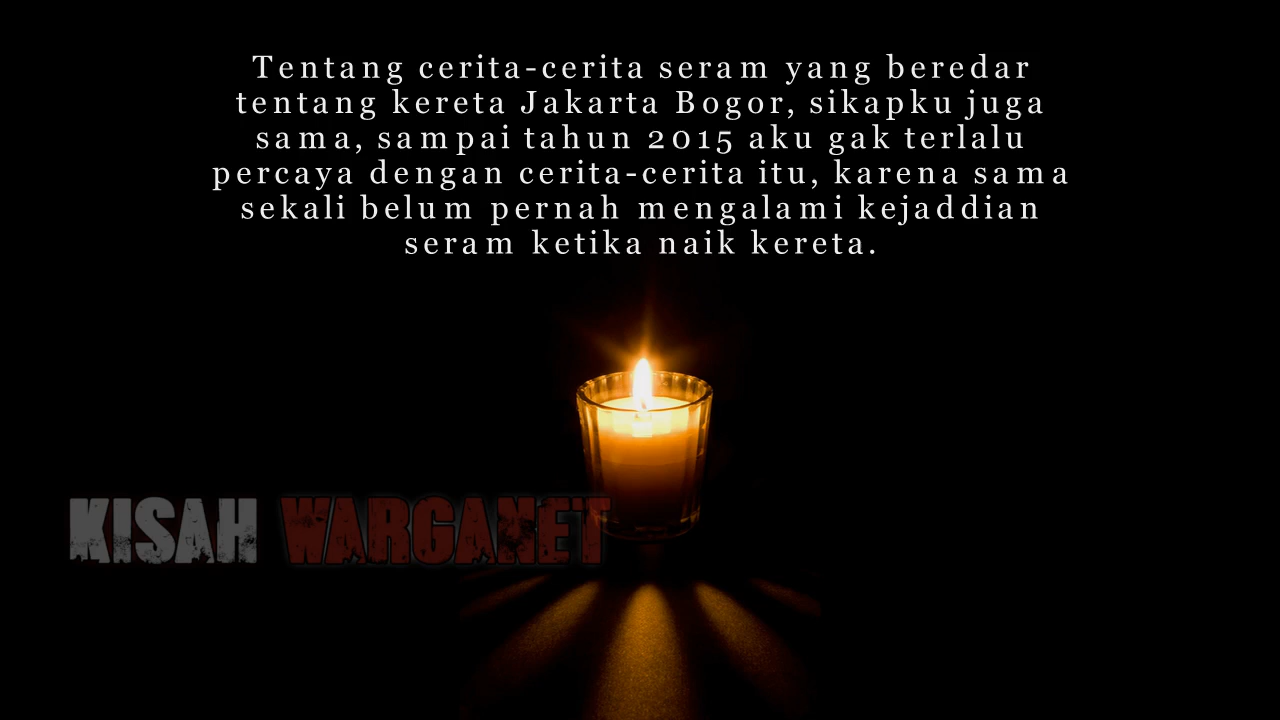 Tentang cerita-cerita seram yang beredar
tentang kereta Jakarta Bogor, sikapku juga
sama, sampai tahun 2015 aku gak terlalu
percaya dengan cerita-cerita itu, karena sama
sekali belum pernah mengalami kejaddian
seram ketika naik kereta.
KISAH WARGANET